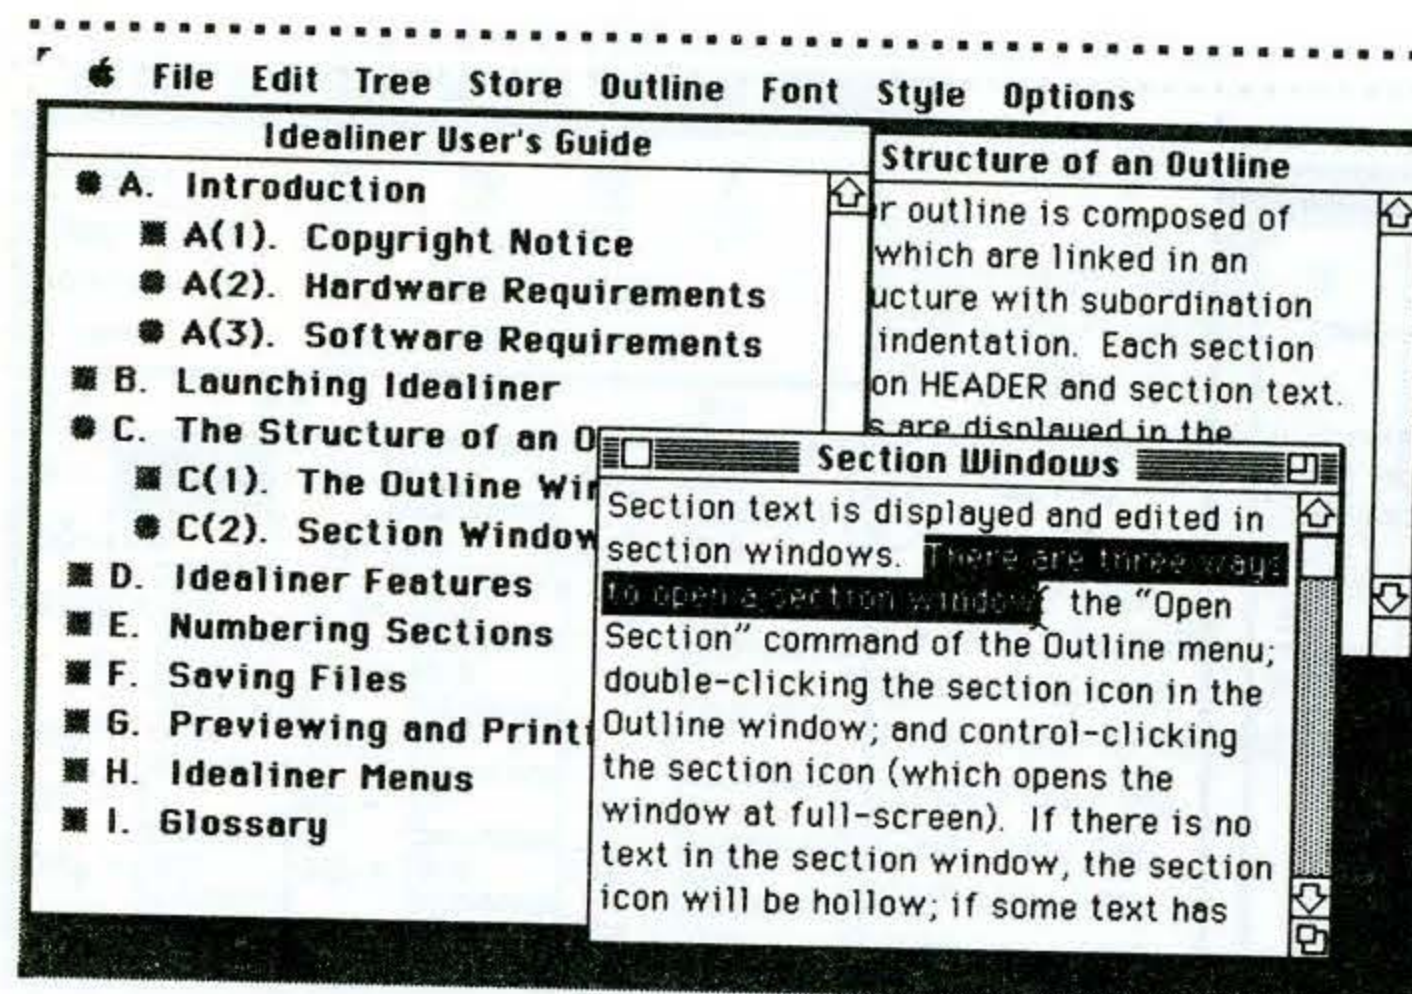 File Edit Tree Store Outline Font Style Options
Idealiner User's Guide
A. Introduction
A(1). Copyright Notice
A(2). Hardware Requirements
A(3). Software Requirements
B. Launching Idealiner
C. The Structure of an O
C(1). The Outline Wi
C(2). Section Window
D. Idealiner Features
E. Numbering Sections
F. Saving Files
G. Previewing and Print
H. Idealiner Menus
I. Glossary
Structure of an Outline
r outline is composed of
which are linked in an
ucture with subordination
indentation. Each section
on HEADER and section text.
s are displayed in the
Section Windows
Section text is displayed and edited in
section windows. There are three ways
to open a section window the “Open
Section” command of the Outline menu;
double-clicking the section icon in the
Outline window; and control-clicking
the section icon (which opens the
window at full-screen). If there is no
text in the section window, the section
icon will be hollow; if some text has